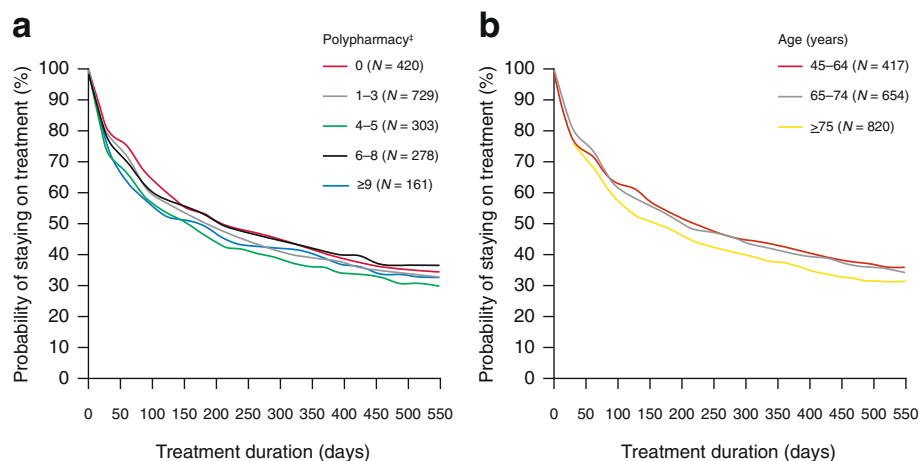 a
Polypharmacy‡
0 (N = 420)
1–3 (N = 729)
4–5 (N = 303)
6–8 (N = 278)
≥9 (N = 161)
Probability of staying on treatment (%)
100
90
80
70
60
50
40
30
20
10
0
0 50 100 150 200 250 300 350 400 450 500 550
Treatment duration (days)
b
Age (years)
45–64 (N = 417)
65–74 (N = 654)
≥75 (N = 820)
Probability of staying on treatment (%)
100
90
80
70
60
50
40
30
20
10
0
0 50 100 150 200 250 300 350 400 450 500 550
Treatment duration (days)